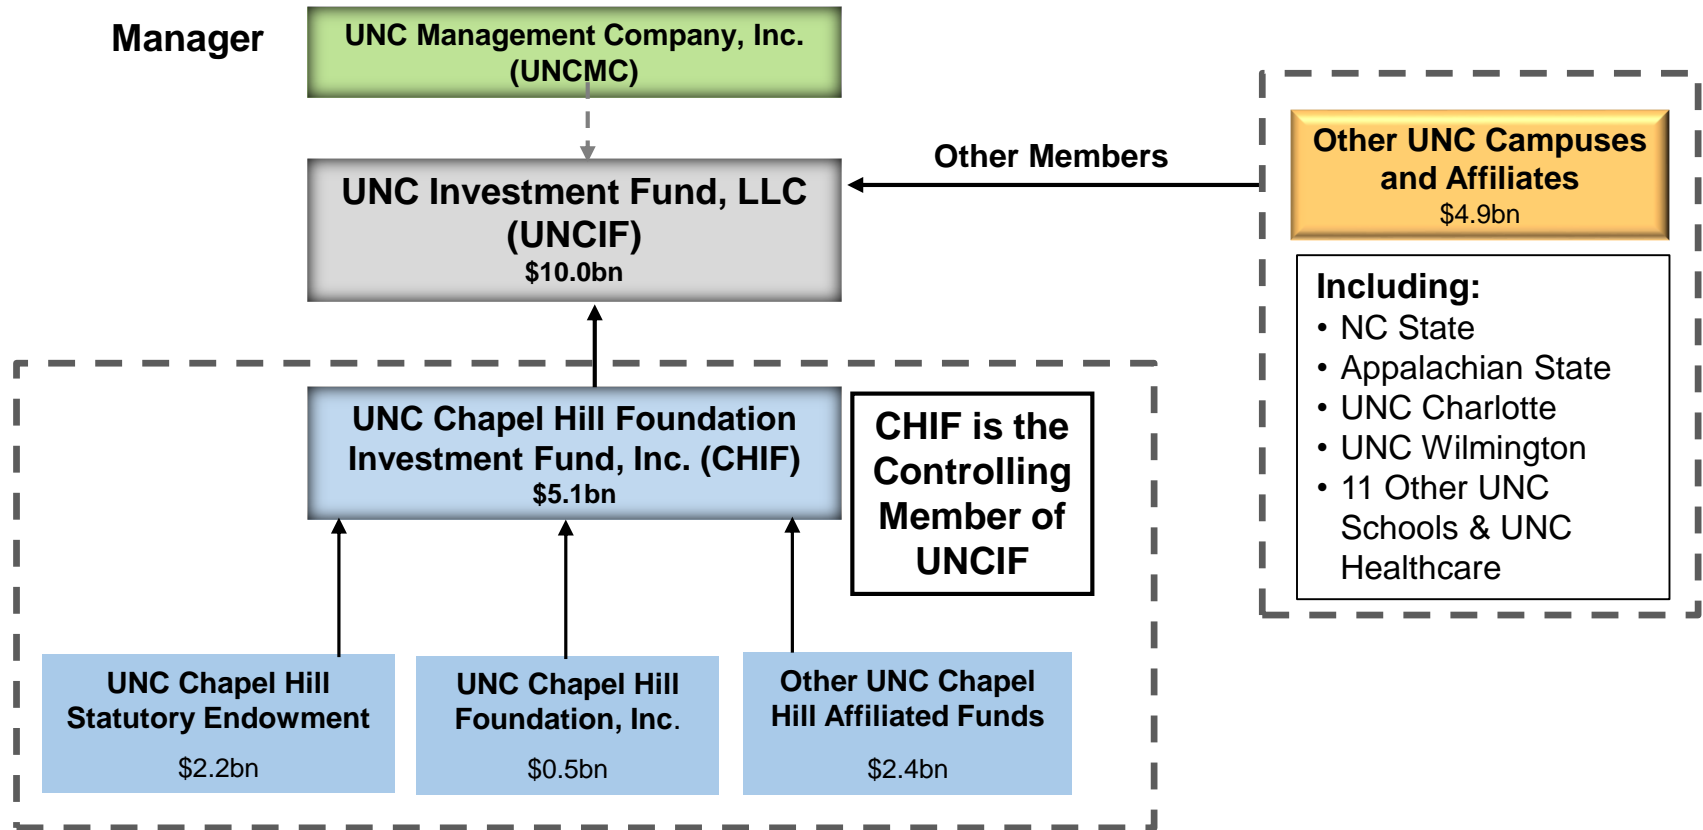 Manager
UNC Management Company, Inc.
(UNCMC)
UNC Investment Fund, LLC
(UNCIF)
$10.0bn
Other Members
Other UNC Campuses
and Affiliates
$4.9bn
Including:
• NC State
• Appalachian State
• UNC Charlotte
• UNC Wilmington
• 11 Other UNC
Schools & UNC
Healthcare
UNC Chapel Hill Foundation
Investment Fund, Inc. (CHIF)
$5.1bn
CHIF is the
Controlling
Member of
UNCIF
UNC Chapel Hill
Statutory Endowment
$2.2bn
UNC Chapel Hill
Foundation, Inc.
$0.5bn
Other UNC Chapel
Hill Affiliated Funds
$2.4bn